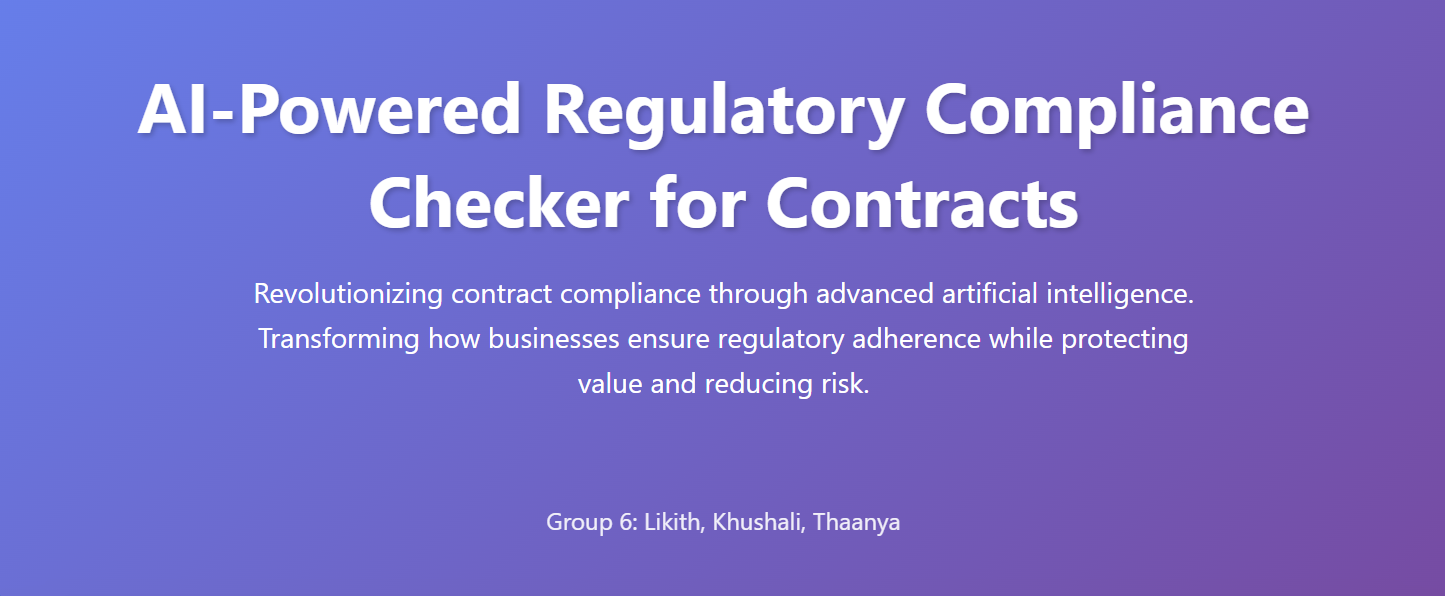 AI-Powered Regulatory Compliance
Checker for Contracts
Revolutionizing contract compliance through advanced artificial intelligence.
Transforming how businesses ensure regulatory adherence while protecting
value and reducing risk.
Group 6: Likith, Khushali, Thaanya